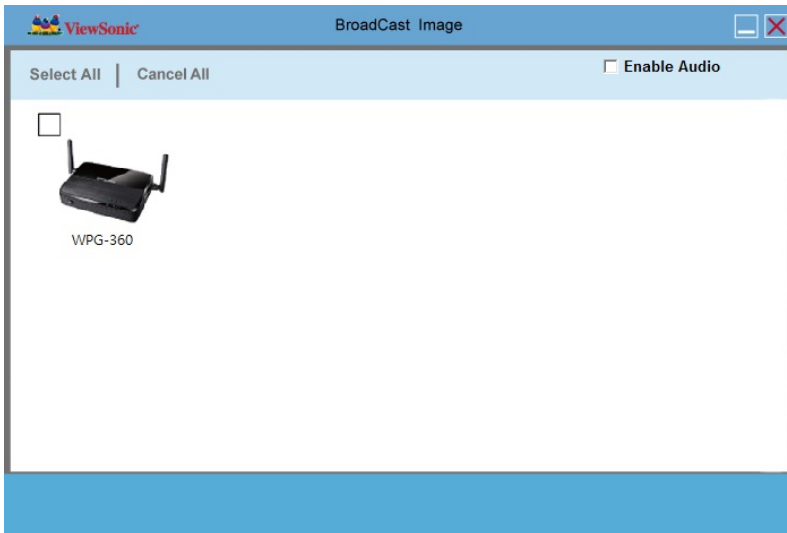 ViewSonic
BroadCast Image
Select All | Cancel All
Enable Audio
WPG-360